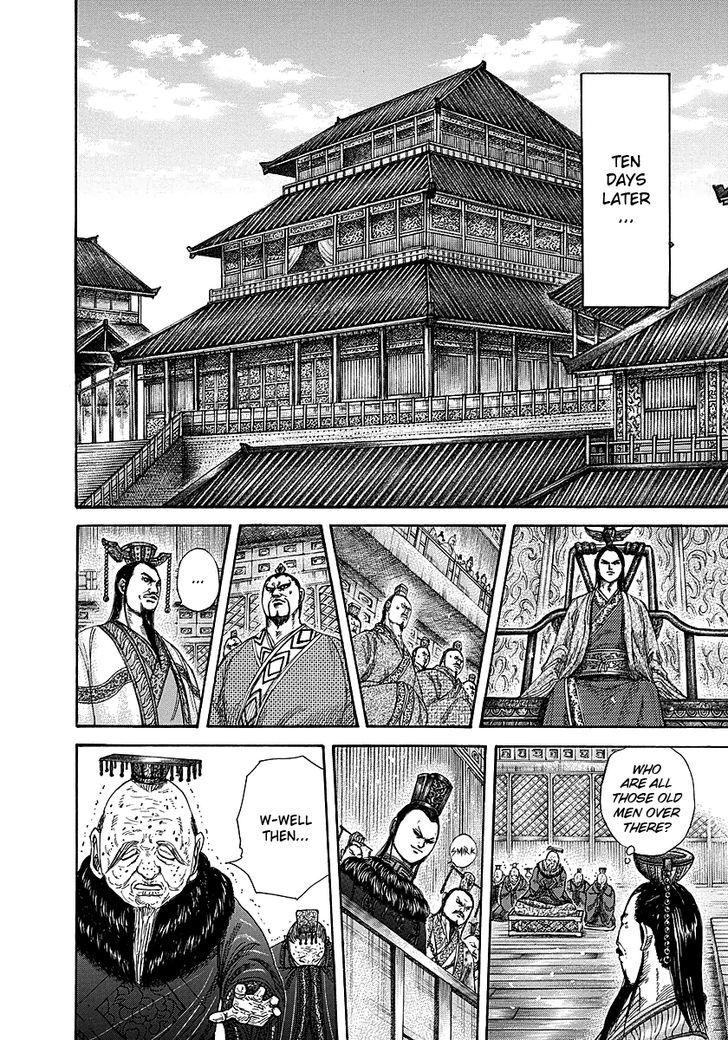 TEN
DAYS
LATER
...
...
WHO
ARE ALL
THOSE OLD
MEN OVER
THERE?
SMIRK
W-WELL
THEN...